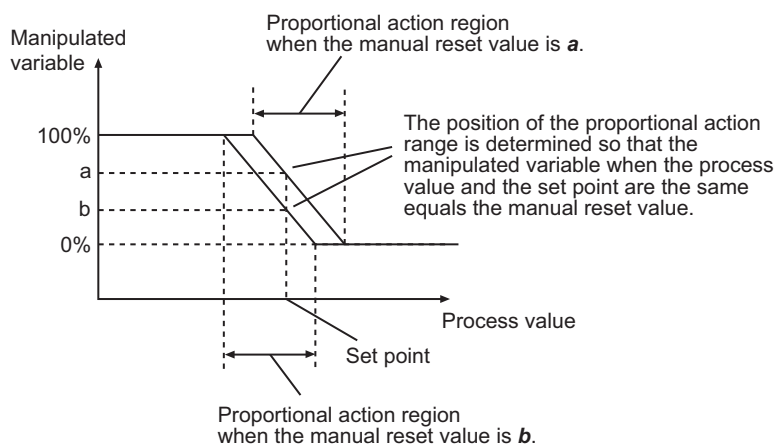 Proportional action region
when the manual reset value is a.
Manipulated
variable
100%
The position of the proportional action
range is determined so that the
manipulated variable when the process
value and the set point are the same
equals the manual reset value.
a
b
0%
Process value
Set point
Proportional action region
when the manual reset value is b.